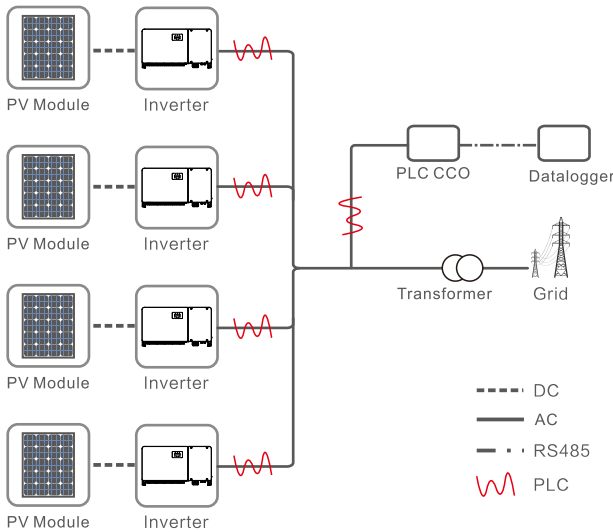 PV Module
Inverter
PLC CCO
Datalogger
PV Module
Inverter
Transformer
Grid
PV Module
Inverter
DC
AC
RS485
PLC
PV Module
Inverter